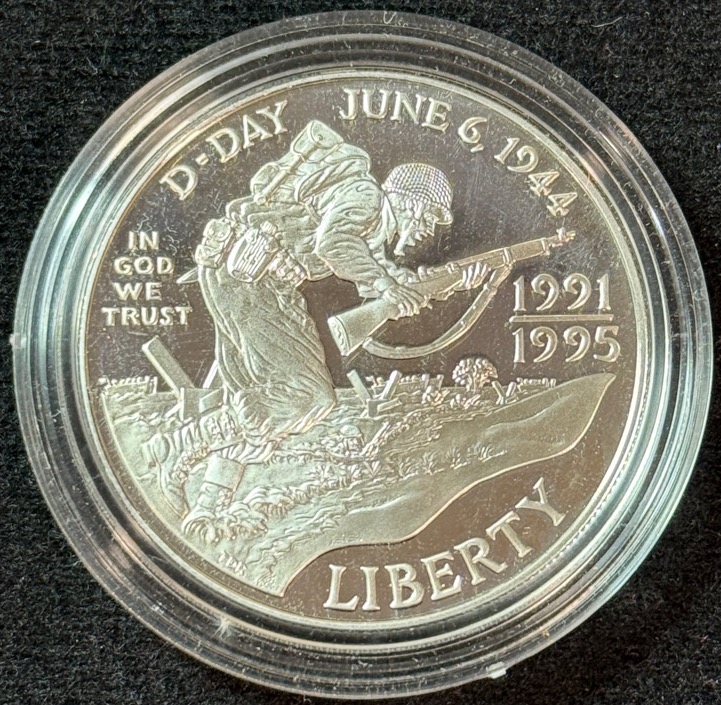 D-DAY JUNE 6, 1944
IN
GOD
WE
TRUST
1991
1995
LIBERTY